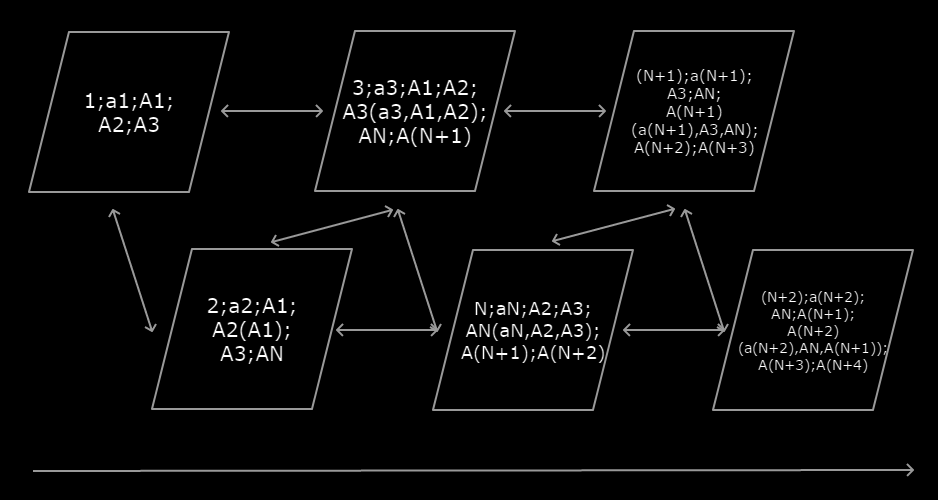 1;a1;A1;
A2;A3
3;a3;A1;A2;
A3(a3,A1,A2);
AN;A(N+1)
(N+1);a(N+1);
A3;AN;
A(N+1)
(a(N+1),A3,AN);
A(N+2);A(N+3)
2;a2;A1;
A2(A1);
A3;AN
N;aN;A2;A3;
AN(aN,A2,A3);
A(N+1);A(N+2)
(N+2);a(N+2);
AN;A(N+1);
A(N+2)
(a(N+2),AN,A(N+1));
A(N+3);A(N+4)